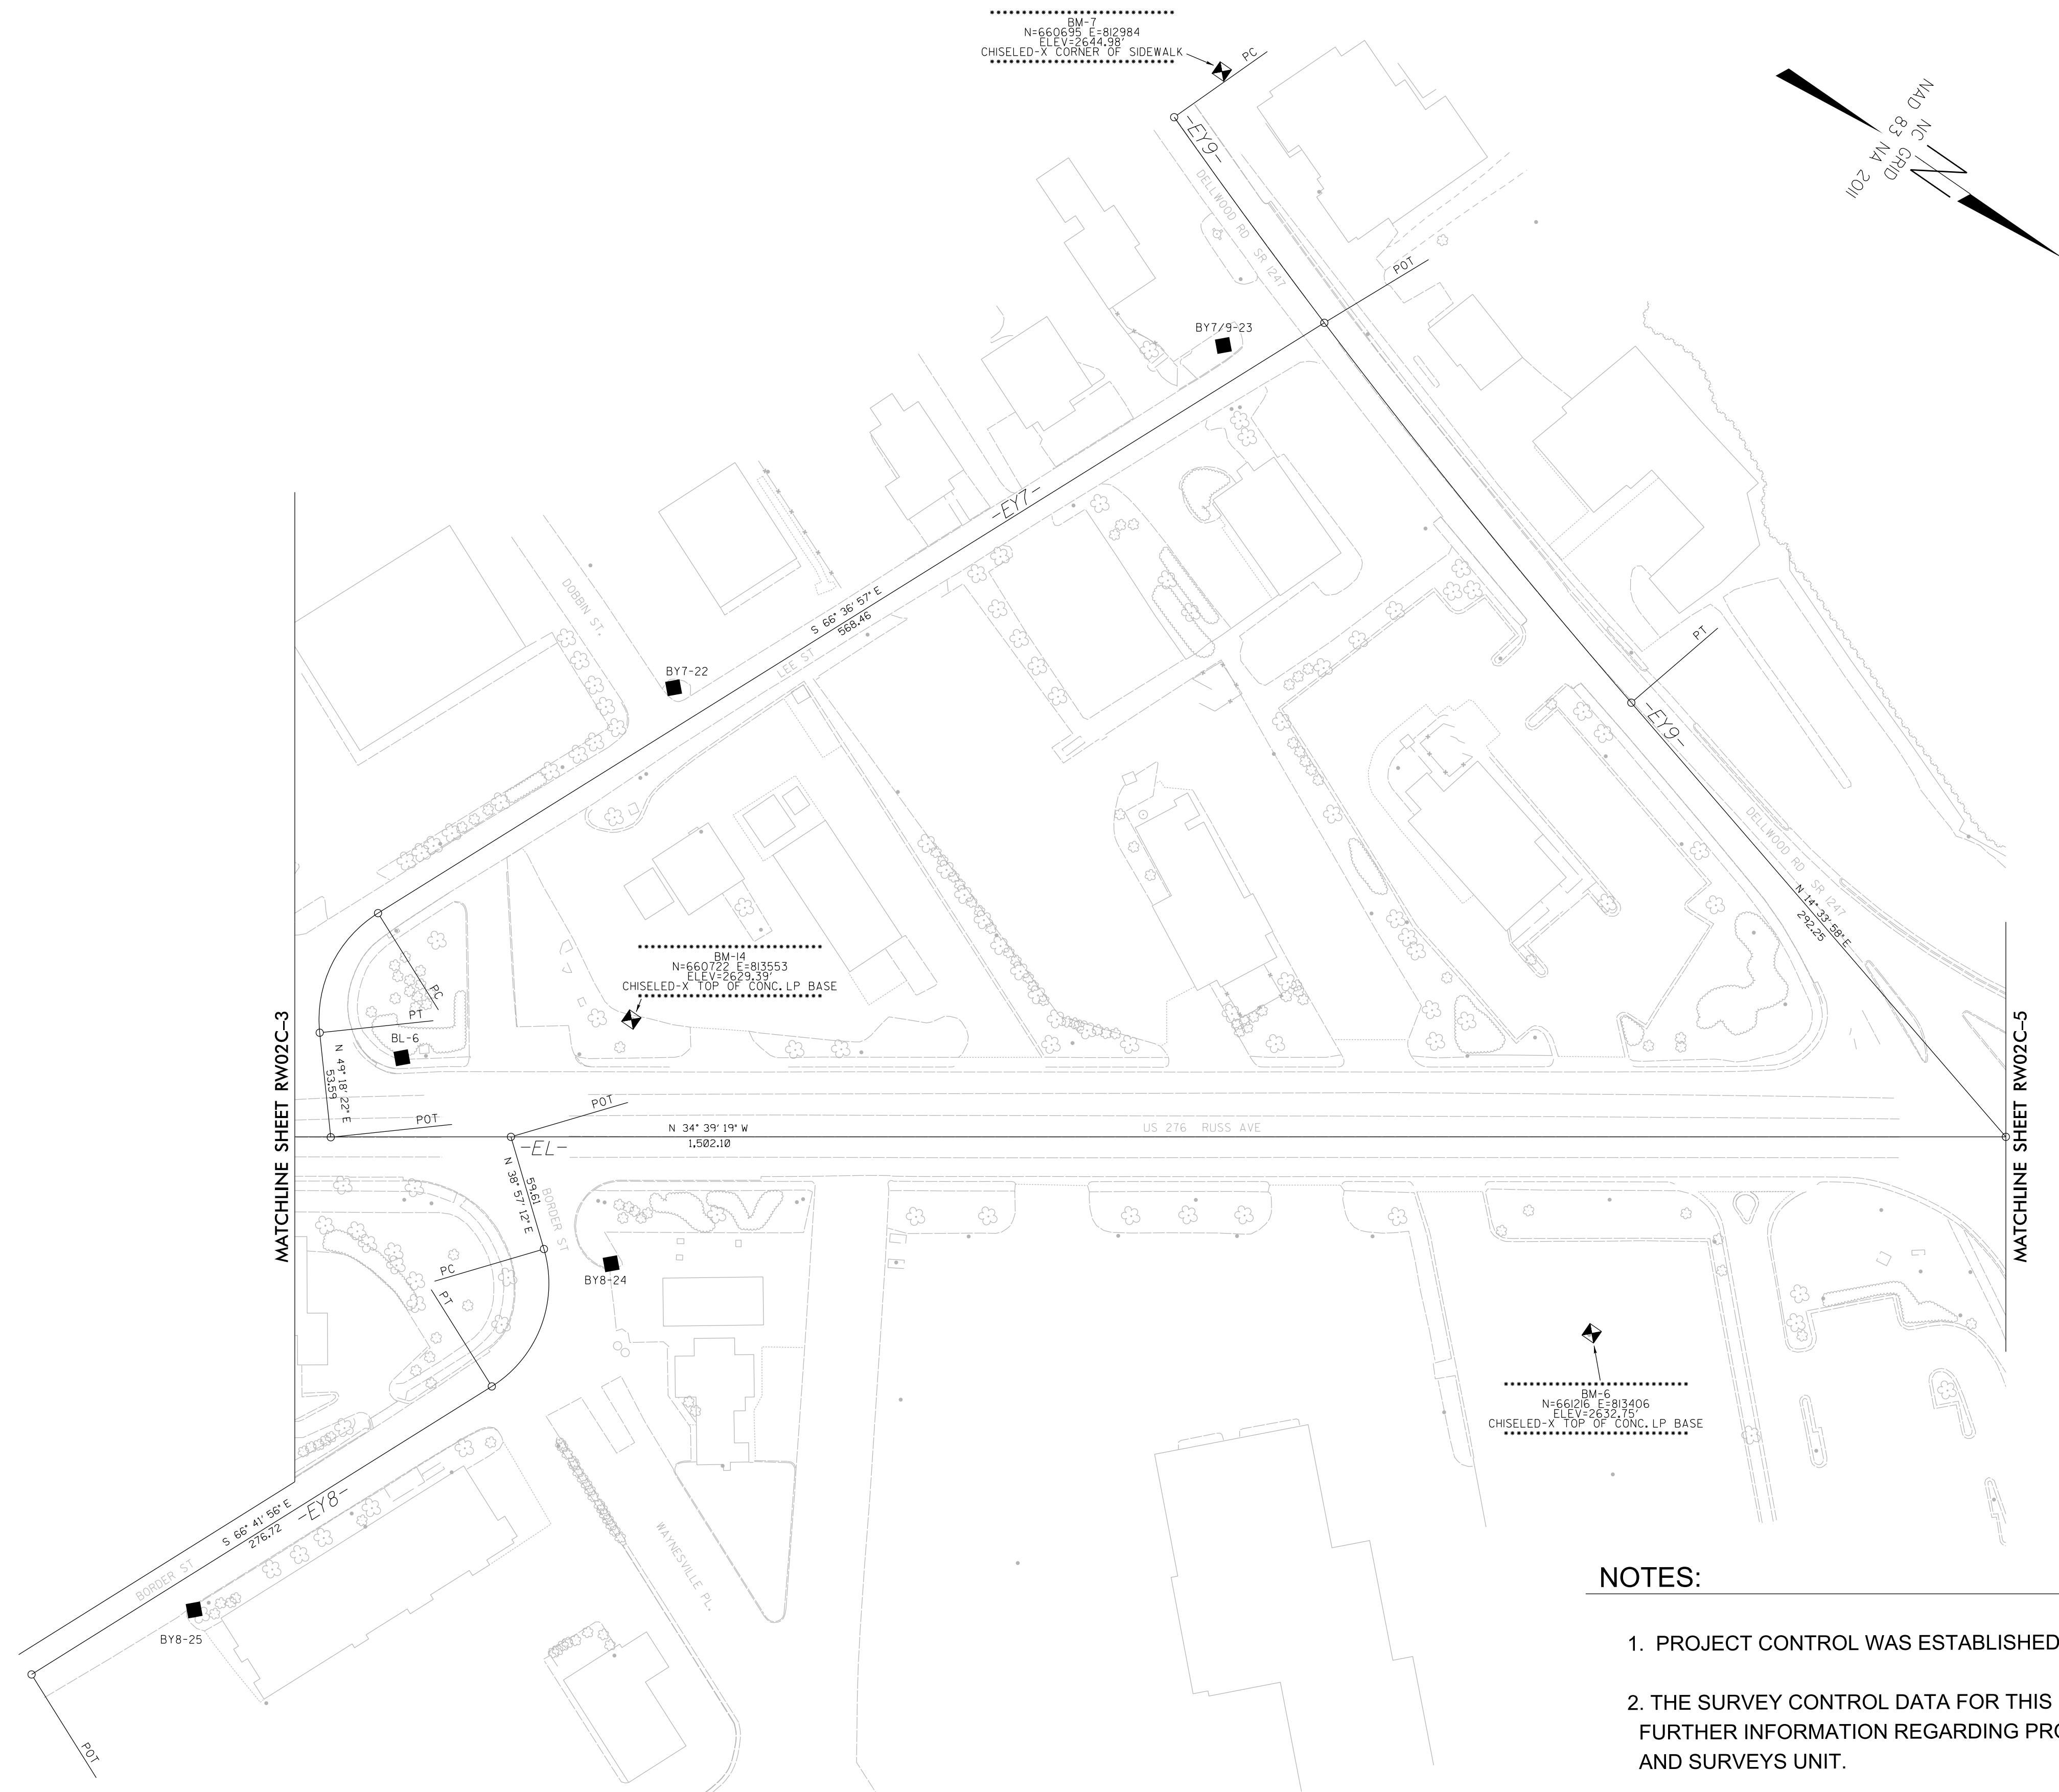 BM-7
N=660695 E=812984
ELEV=2644.98'
CHISELED-X CORNER OF SIDEWALK
PC
NC GRID
NAD 83 NA 2011
-EY9-
DELLWOOD RD SR 1247
POT
BY7/9-23
-EY7-
S 66° 36' 57" E
568.46
DOBBIN ST.
LEE ST
BY7-22
PT
-EY9-
DELLWOOD RD SR 1247
N 14° 33' 58" E
292.25
BM-14
N=660722 E=813553
ELEV=2629.39'
CHISELED-X TOP OF CONC. LP BASE
PC
PT
BL-6
N 49° 18' 22" E
53.59
POT
MATCHLINE SHEET RW02C-3
MATCHLINE SHEET RW02C-5
POT
-EL-
N 34° 39' 19" W
1,502.10
US 276 RUSS AVE
N 38° 57' 12" E
59.61
BORDER ST
PC
PT
BY8-24
BM-6
N=661216 E=813406
ELEV=2632.75'
CHISELED-X TOP OF CONC. LP BASE
S 66° 41' 56" E
276.72
-EY8-
BORDER ST
BY8-25
POT
WAYNESVILLE PL.
NOTES:
1. PROJECT CONTROL WAS ESTABLISHED
2. THE SURVEY CONTROL DATA FOR THIS
FURTHER INFORMATION REGARDING PRO
AND SURVEYS UNIT.